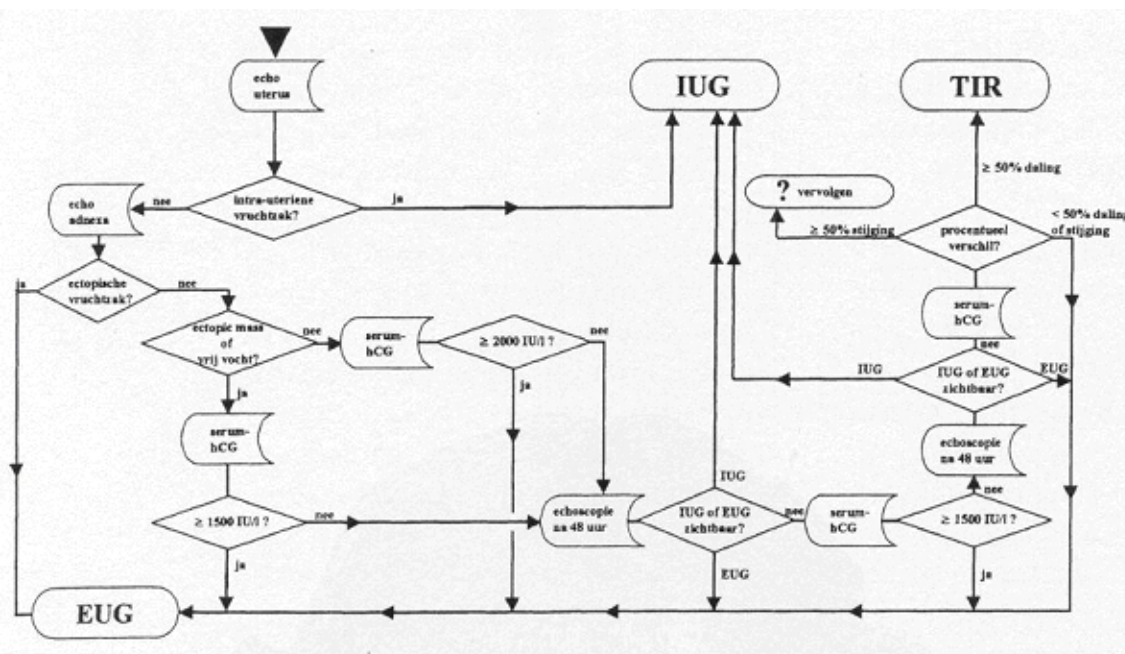 echo
uterus
IUG
TIR
≥ 50% daling
? vervolgen
echo
adnexa
nee
intra-uteriene
vruchtzak?
ja
≥ 50% stijging
procentueel
verschil?
< 50% daling
of stijging
ja
ectopische
vruchtzak?
nee
serum-
hCG
ectopic mass
of
vrij vocht?
nee
serum-
hCG
≥ 2000 IU/l ?
nee
nee
IUG
IUG of EUG
zichtbaar?
EUG
ja
ja
serum-
hCG
echoscopie
na 48 uur
IUG
nee
≥ 1500 IU/l ?
nee
echoscopie
na 48 uur
IUG of EUG
zichtbaar?
nee
serum-
hCG
≥ 1500 IU/l ?
ja
EUG
ja
EUG